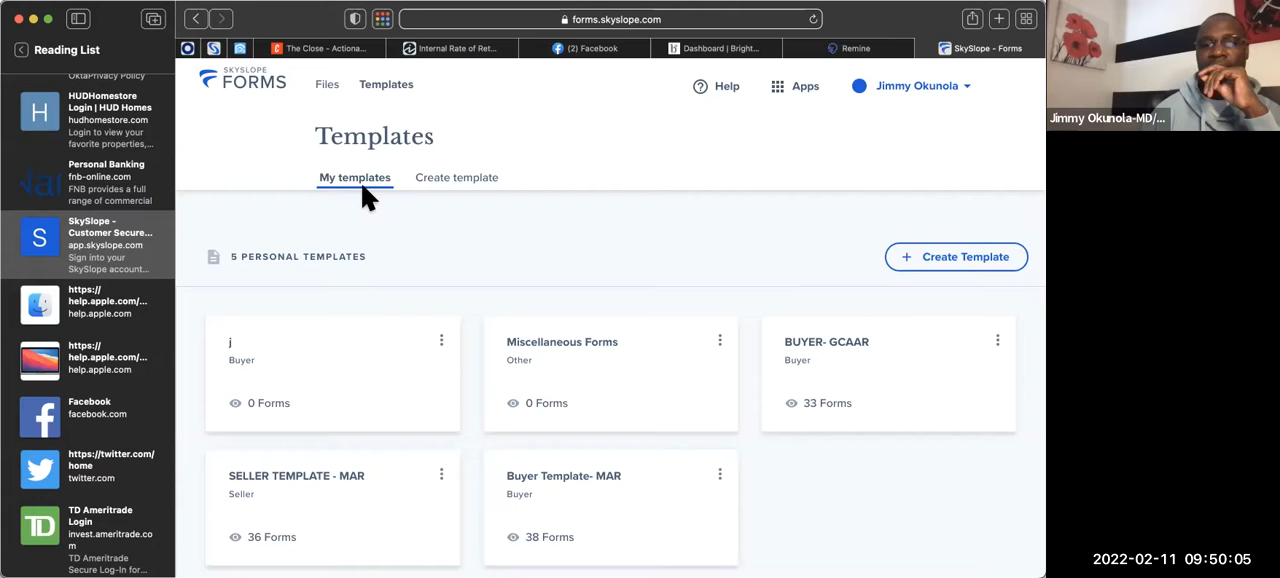 Reading List
forms.skyslope.com
The Close - Actiona...
Internal Rate of Ret...
(2) Facebook
Dashboard | Bright...
Remine
SkySlope - Forms
OktaPrivacy Policy
H
HUDHomestore
Login | HUD Homes
hudhomestore.com
Login to view your
favorite properties,...
Personal Banking
fnb-online.com
FNB provides a full
range of commercial
S
SkySlope -
Customer Secure...
app.skyslope.com
Sign into your
SkySlope account...
https://
help.apple.com/...
help.apple.com
https://
help.apple.com/...
help.apple.com
Facebook
facebook.com
https://twitter.com/
home
twitter.com
TD
TD Ameritrade
Login
invest.ameritrade.co
m
TD Ameritrade
Secure Log-In for...
SKYSLOPE
FORMS
Files
Templates
Help
Apps
Jimmy Okunola
Templates
My templates
Create template
5 PERSONAL TEMPLATES
+ Create Template
j
Buyer
0 Forms
Miscellaneous Forms
Other
0 Forms
BUYER- GCAAR
Buyer
33 Forms
SELLER TEMPLATE - MAR
Seller
36 Forms
Buyer Template- MAR
Buyer
38 Forms
Jimmy Okunola-MD/...
2022-02-11 09:50:05